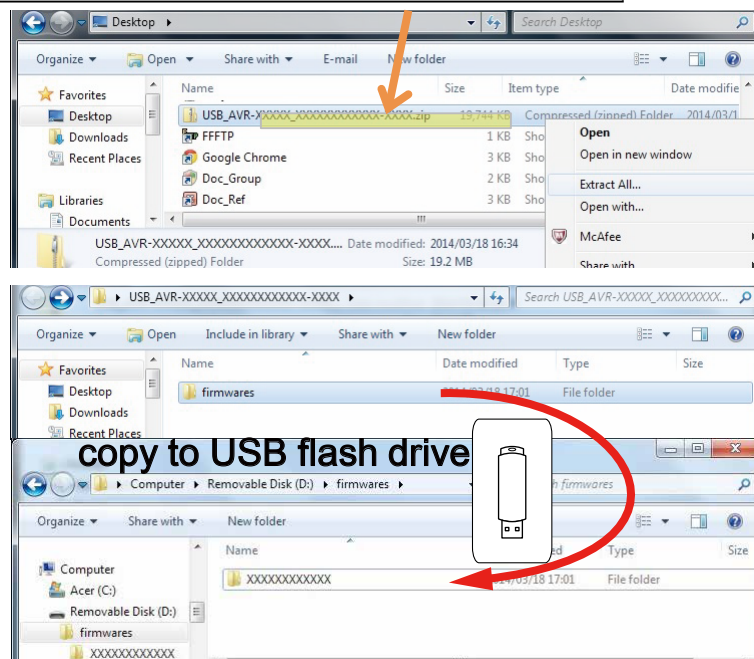 Desktop
Search Desktop
Organize Open Share with E-mail New folder
Name Size Item type Date modifie
Favorites
Desktop USB_AVR-XXXXX_XXXXXXXXXXXXX-XXXX.zip 19,744 KB Compressed (zipped) Folder 2014/03/1
Downloads FFFTP 1 KB Sho
Recent Places Google Chrome 3 KB Sho
Doc_Group 2 KB Sho
Libraries Doc_Ref 3 KB Sho
Documents
Open
Open in new window
Extract All...
Open with...
McAfee
Share with
USB_AVR-XXXXX_XXXXXXXXXXXXX-XXXX.... Date modified: 2014/03/18 16:34
Compressed (zipped) Folder Size: 19.2 MB
USB_AVR-XXXXX_XXXXXXXXXXXXX-XXXX Search USB_AVR-XXXXX_XXXXXXXXX...
Organize Open Include in library Share with New folder
Name Date modified Type Size
Favorites
Desktop firmwares 2014/03/18 17:01 File folder
Downloads
Recent Places
copy to USB flash drive
Computer Removable Disk (D:) firmwares firmwares
Organize Share with New folder
Name Type Size
Computer
XXXXXXXXXXXX 2014/03/18 17:01 File folder
Acer (C:)
Removable Disk (D:)
firmwares
XXXXXXXXXXXX